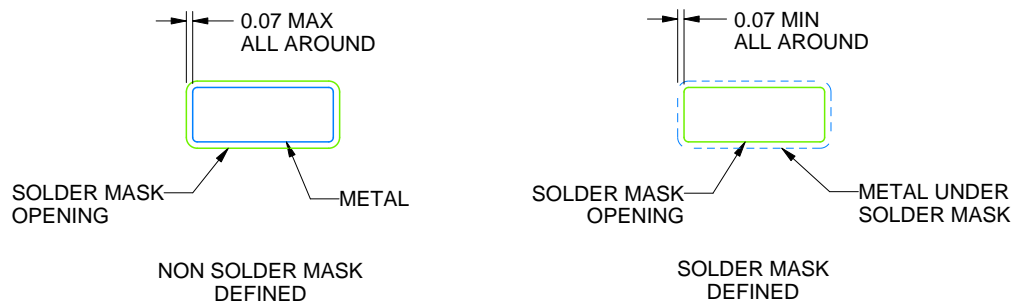 0.07 MAX
ALL AROUND
SOLDER MASK
OPENING
METAL
NON SOLDER MASK
DEFINED
0.07 MIN
ALL AROUND
SOLDER MASK
OPENING
METAL UNDER
SOLDER MASK
SOLDER MASK
DEFINED